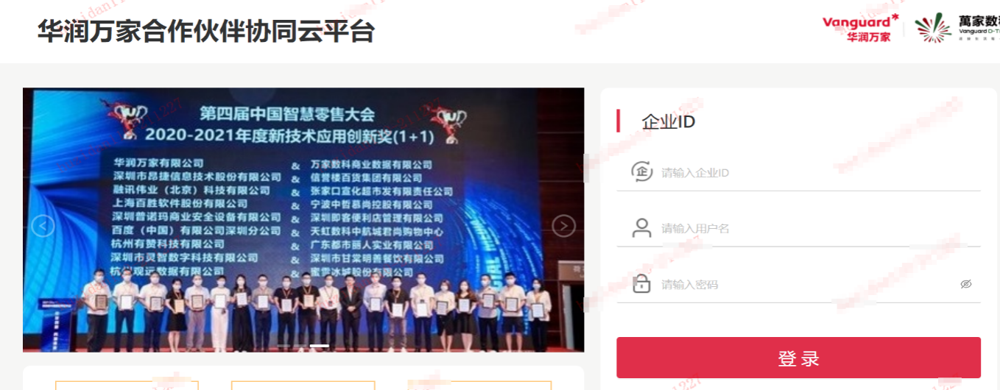 华润万家合作伙伴协同云平台
Vanguard
华润万家
萬家数科
Vanguard D-T
第四届中国智慧零售大会
2020-2021年度新技术应用创新奖(1+1)
华润万家有限公司 & 万家数科商业数据有限公司
深圳市昂捷信息技术股份有限公司 & 信誉楼百货集团有限公司
融讯伟业（北京）科技有限公司 & 张家口宣化超市发有限责任公司
上海百胜软件股份有限公司 & 宁波中哲慕尚控股有限公司
深圳普诺玛商业安全设备有限公司 & 深圳即客便利店管理有限公司
百度（中国）有限公司深圳分公司 & 天虹数科中航城君尚购物中心
杭州有赞科技有限公司 & 广东都市丽人实业有限公司
深圳市灵智数字科技有限公司 & 深圳市甘棠明善餐饮有限公司
杭州观远数据有限公司 & 蜜雪冰城股份有限公司
企业ID
请输入企业ID
请输入用户名
请输入密码
登录